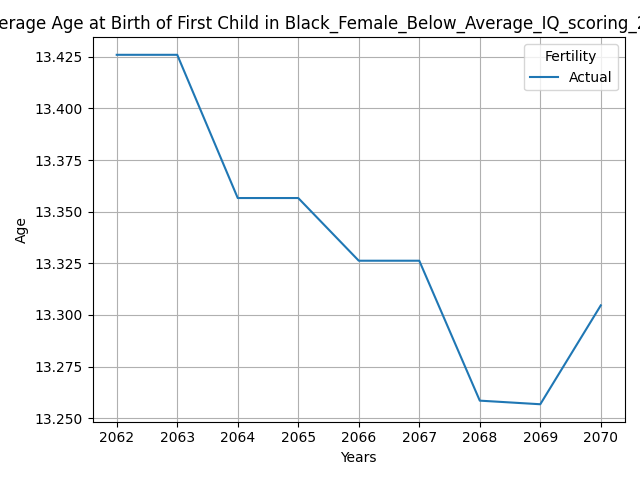 erage Age at Birth of First Child in Black_Female_Below_Average_IQ_scoring_2
Fertility
Actual
13.425
13.400
13.375
13.350
13.325
13.300
13.275
13.250
Age
2062 2063 2064 2065 2066 2067 2068 2069 2070
Years